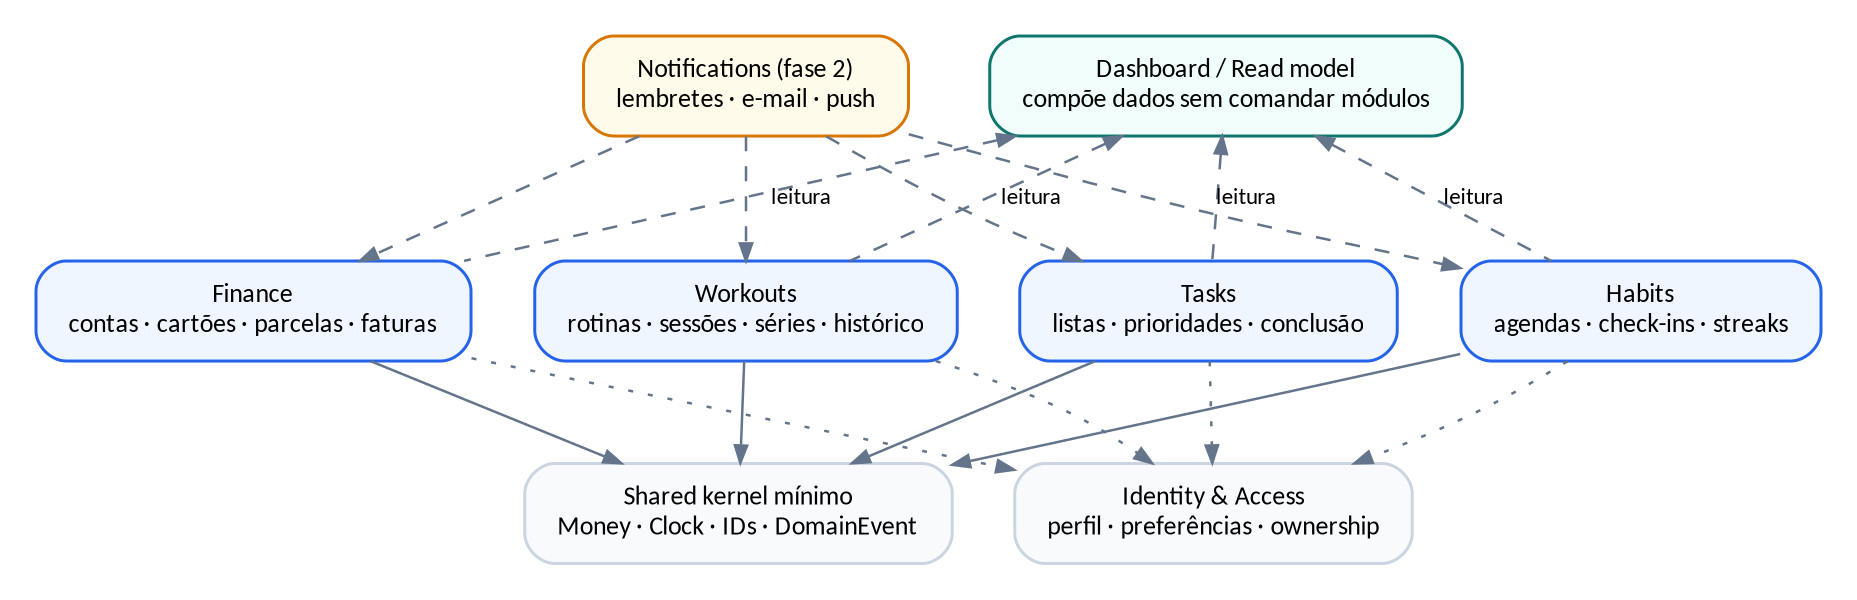 Notifications (fase 2)
lembretes · e-mail · push
Dashboard / Read model
compõe dados sem comandar módulos
leitura
leitura
leitura
leitura
Finance
contas · cartões · parcelas · faturas
Workouts
rotinas · sessões · séries · histórico
Tasks
listas · prioridades · conclusão
Habits
agendas · check-ins · streaks
Shared kernel mínimo
Money · Clock · IDs · DomainEvent
Identity & Access
perfil · preferências · ownership